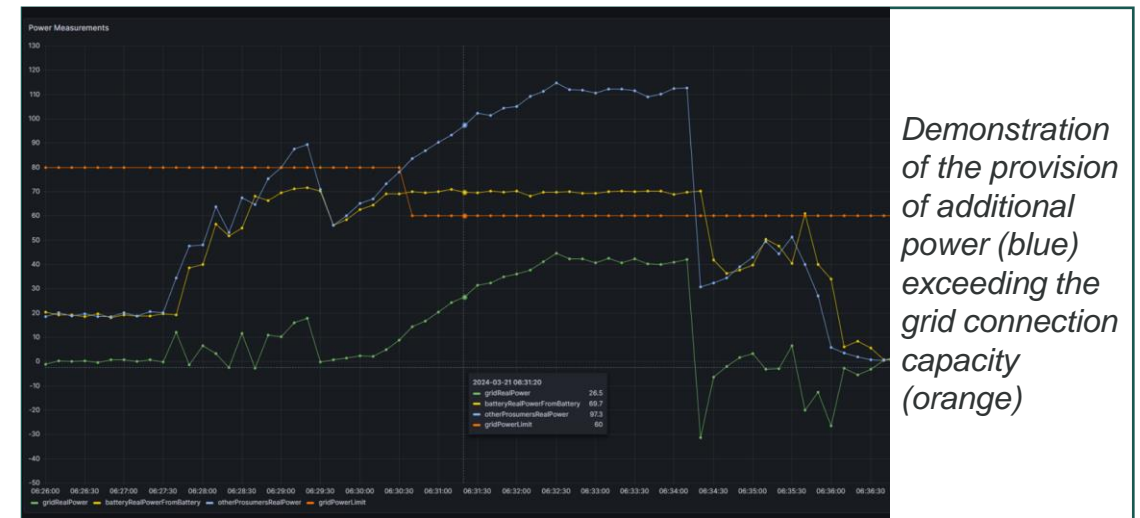 Power Measurements
130
120
110
100
90
80
70
60
50
40
30
20
10
0
-10
-20
-30
-40
-50
06:26:00 06:26:30 06:27:00 06:27:30 06:28:00 06:28:30 06:29:00 06:29:30 06:30:00 06:30:30 06:31:00 06:31:30 06:32:00 06:32:30 06:33:00 06:33:30 06:34:00 06:34:30 06:35:00 06:35:30 06:36:00 06:36:30
gridRealPower batteryRealPowerFromBattery otherProsumersRealPower gridPowerLimit
2024-03-21 06:31:20
gridRealPower 26.5
batteryRealPowerFromBattery 69.7
otherProsumersRealPower 97.3
gridPowerLimit 60
Demonstration
of the provision
of additional
power (blue)
exceeding the
grid connection
capacity
(orange)